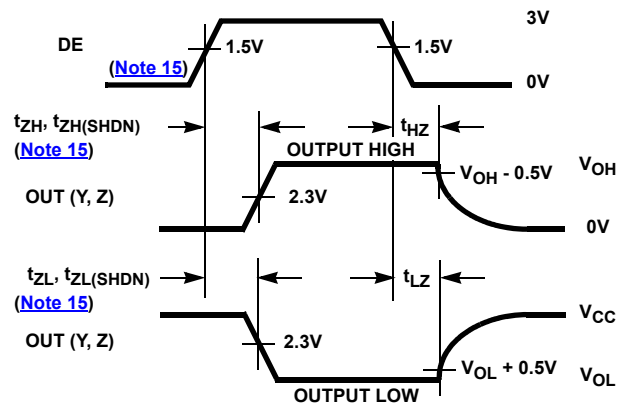 3V
DE
1.5V
1.5V
(Note 15)
0V
tZH, tZH(SHDN)
(Note 15)
tHZ
OUTPUT HIGH
VOH - 0.5V
VOH
OUT (Y, Z)
2.3V
0V
tZL, tZL(SHDN)
(Note 15)
tLZ
VCC
OUT (Y, Z)
2.3V
VOL + 0.5V
VOL
OUTPUT LOW